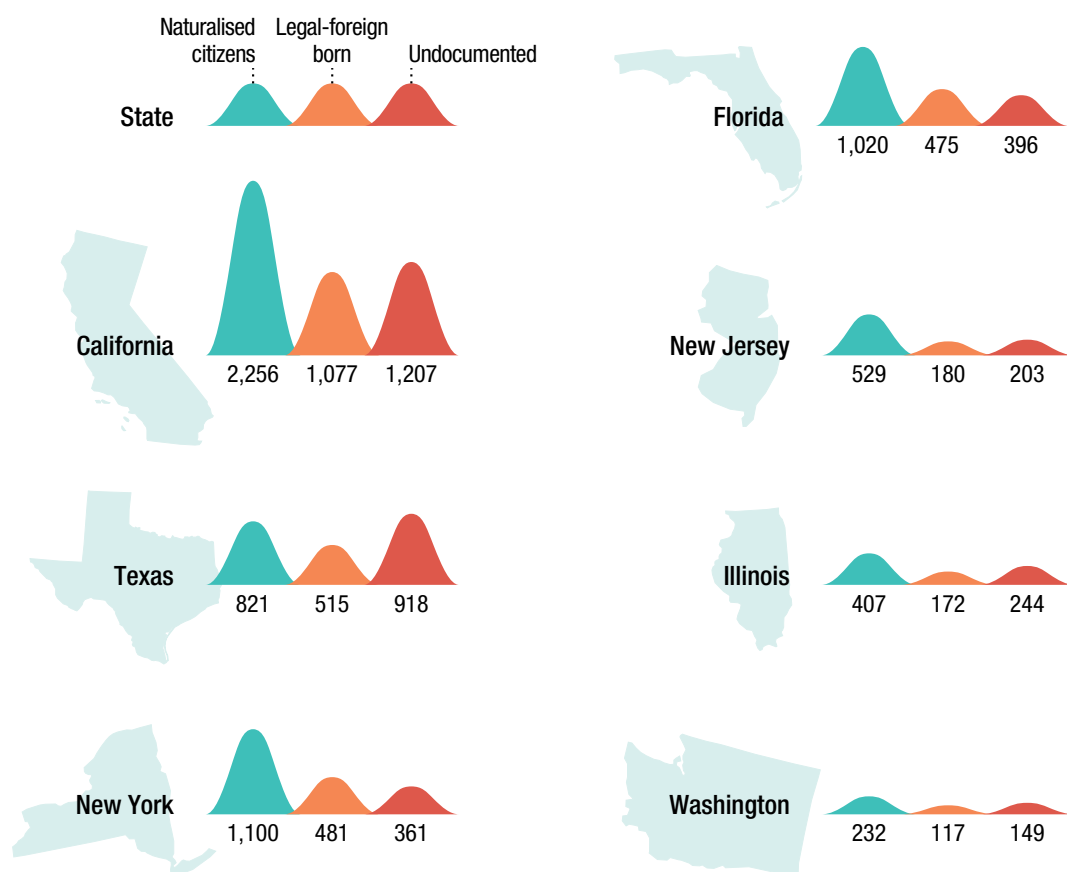 Naturalised
citizens
Legal-foreign
born
Undocumented
State
California
2,256 1,077 1,207
Texas
821 515 918
New York
1,100 481 361
Florida
1,020 475 396
New Jersey
529 180 203
Illinois
407 172 244
Washington
232 117 149